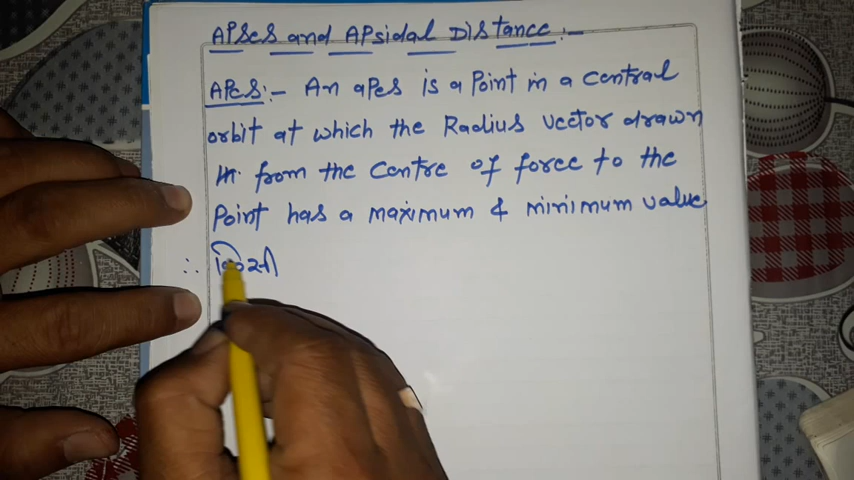 APSes and APsidal Distance :-
APeS :- An apes is a Point in a central
orbit at which the Radius vector drawn
from the Centre of force to the
Point has a maximum & minimum value
∴